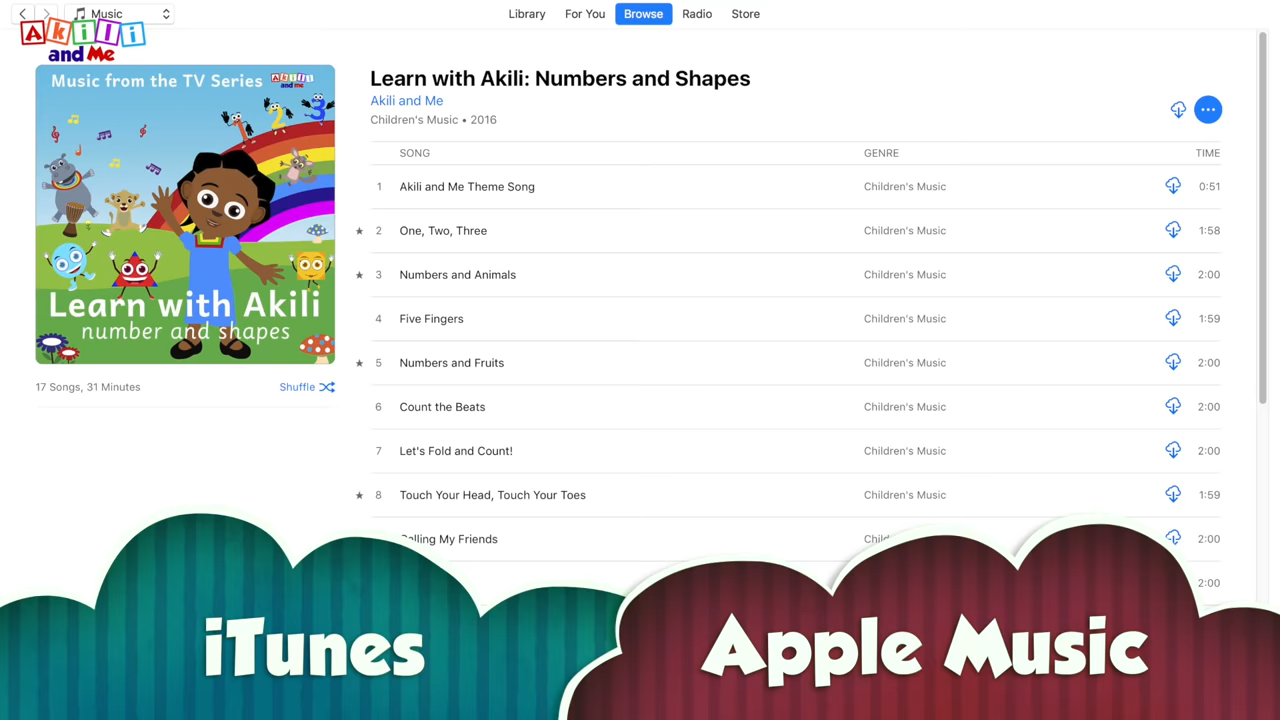 Music
Library
For You
Browse
Radio
Store
Akili
and Me
Music from the TV Series
Akili
and me
1 2 3
Learn with Akili
number and shapes
17 Songs, 31 Minutes
Shuffle
Learn with Akili: Numbers and Shapes
Akili and Me
Children's Music • 2016
SONG GENRE TIME
1 Akili and Me Theme Song Children's Music 0:51
★ 2 One, Two, Three Children's Music 1:58
★ 3 Numbers and Animals Children's Music 2:00
4 Five Fingers Children's Music 1:59
★ 5 Numbers and Fruits Children's Music 2:00
6 Count the Beats Children's Music 2:00
7 Let's Fold and Count! Children's Music 2:00
★ 8 Touch Your Head, Touch Your Toes Children's Music 1:59
Calling My Friends 2:00
2:00
iTunes
Apple Music